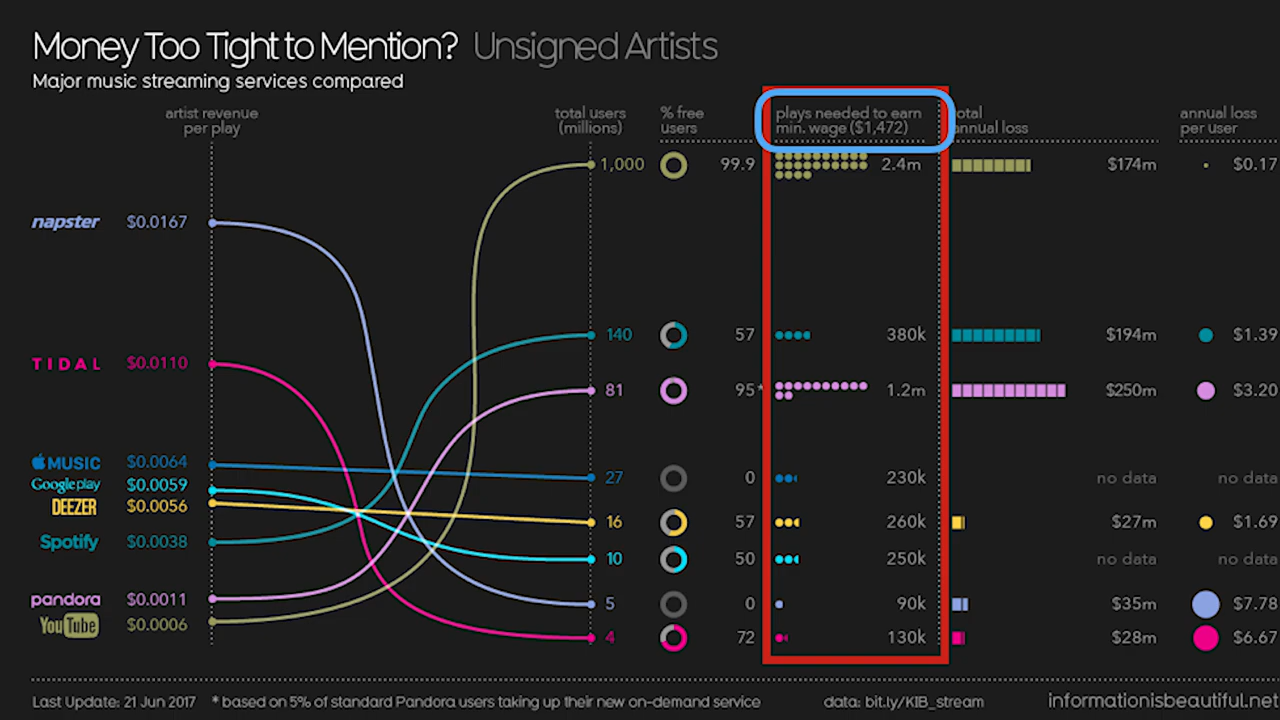 Money Too Tight to Mention? Unsigned Artists
Major music streaming services compared
artist revenue
per play
total users
(millions)
% free
users
plays needed to earn
min. wage ($1,472)
total
annual loss
annual loss
per user
1,000 99.9 2.4m $174m $0.17
napster $0.0167
140 57 380k $194m $1.39
TIDAL $0.0110
81 95* 1.2m $250m $3.20
MUSIC $0.0064
27 0 230k no data no data
Google play $0.0059
DEEZER $0.0056
16 57 260k $27m $1.69
Spotify $0.0038
10 50 250k no data no data
pandora $0.0011
5 0 90k $35m $7.78
YouTube $0.0006
4 72 130k $28m $6.67
Last Update: 21 Jun 2017 * based on 5% of standard Pandora users taking up their new on-demand service data: bit.ly/KIB_stream informationisbeautiful.net